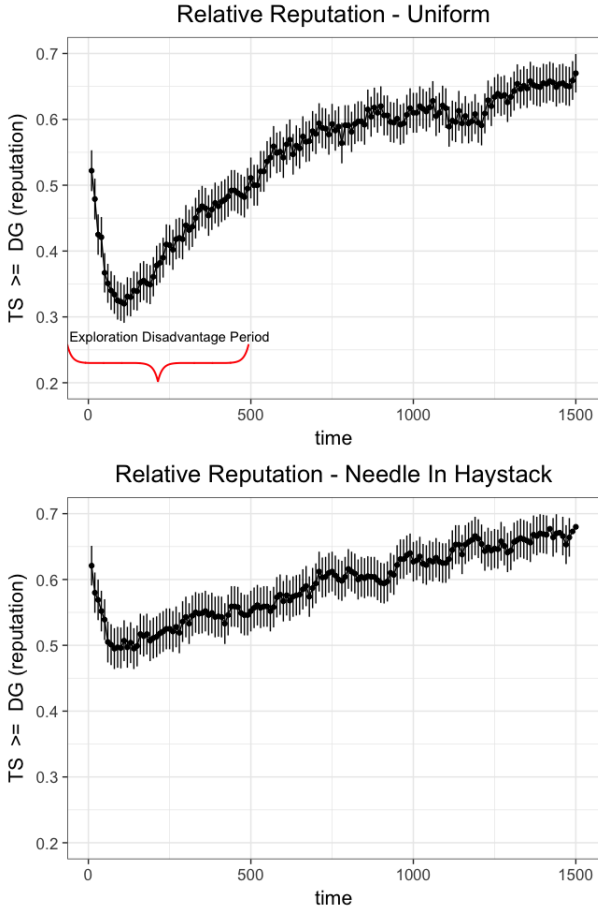 Relative Reputation - Uniform
0.7
0.6
0.5
0.4
0.3
0.2
TS >= DG (reputation)
Exploration Disadvantage Period
0 500 1000 1500
time
Relative Reputation - Needle In Haystack
0.7
0.6
0.5
0.4
0.3
0.2
TS >= DG (reputation)
0 500 1000 1500
time